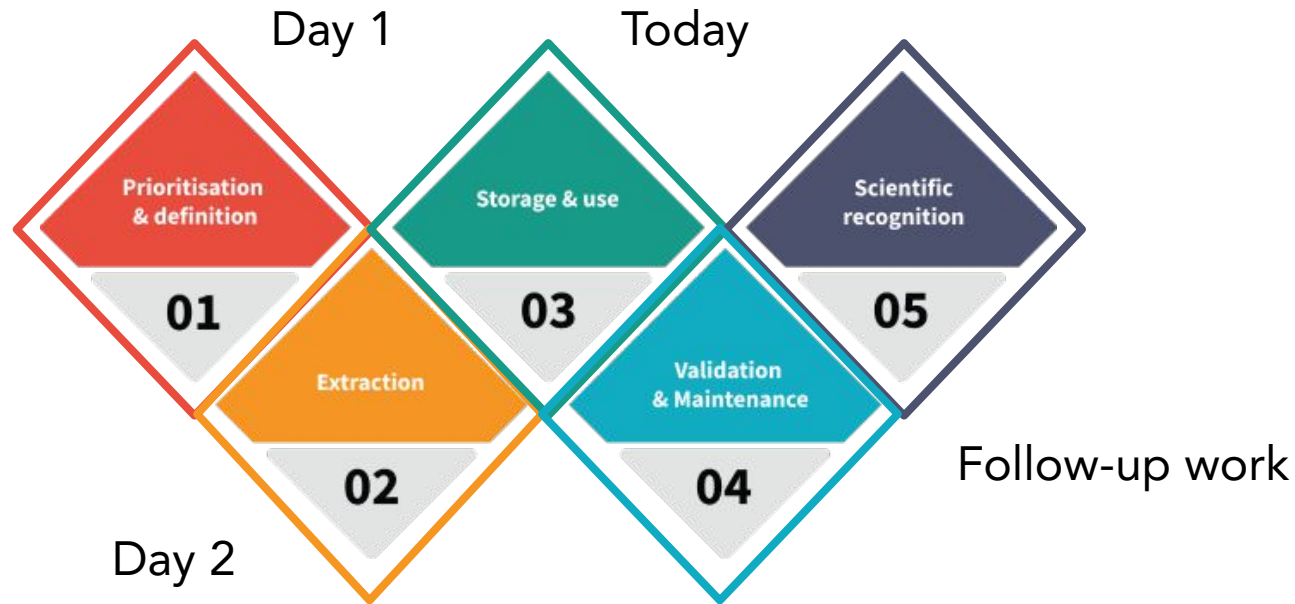 Day 1
Today
Prioritisation
& definition
01
Storage & use
03
Scientific
recognition
05
Extraction
02
Validation
& Maintenance
04
Day 2
Follow-up work